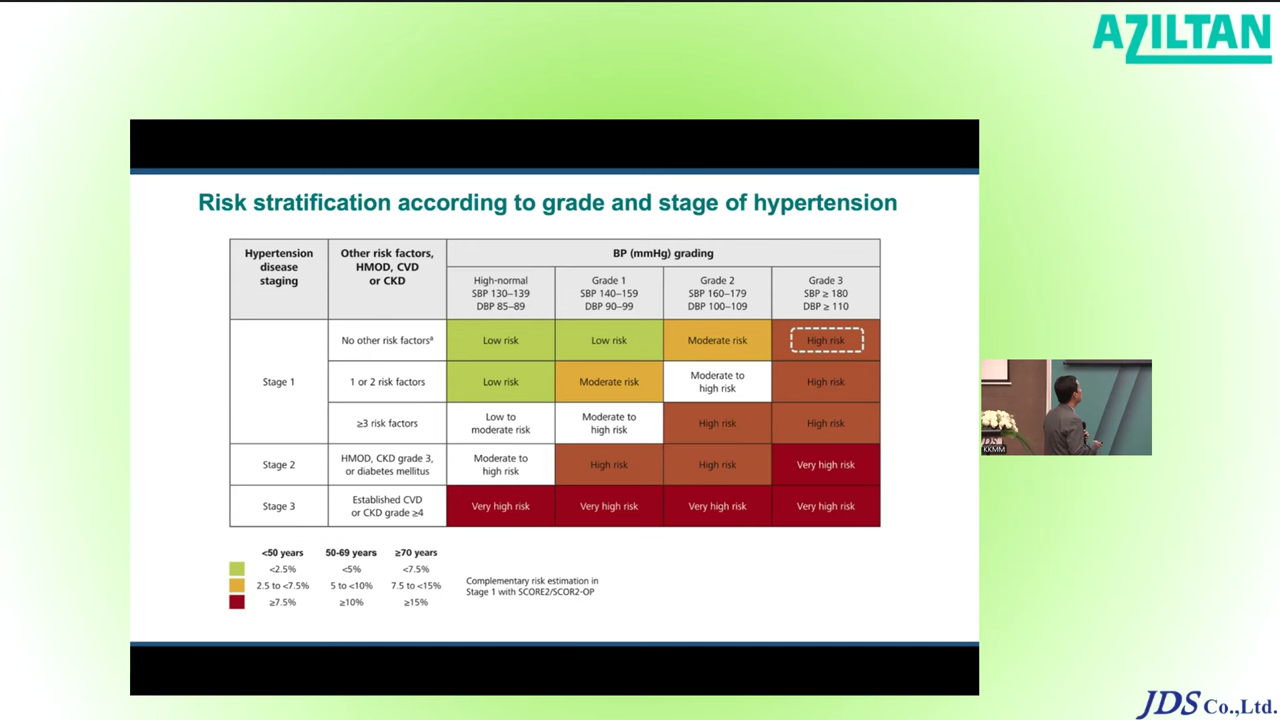 AZILTAN
Risk stratification according to grade and stage of hypertension
Hypertension
disease
staging
Other risk factors,
HMOD, CVD
or CKD
BP (mmHg) grading
High-normal
SBP 130–139
DBP 85–89
Grade 1
SBP 140–159
DBP 90–99
Grade 2
SBP 160–179
DBP 100–109
Grade 3
SBP ≥ 180
DBP ≥ 110
Stage 1
No other risk factorsª
Low risk
Low risk
Moderate risk
High risk
1 or 2 risk factors
Low risk
Moderate risk
Moderate to
high risk
High risk
≥3 risk factors
Low to
moderate risk
Moderate to
high risk
High risk
High risk
Stage 2
HMOD, CKD grade 3,
or diabetes mellitus
Moderate to
high risk
High risk
High risk
Very high risk
Stage 3
Established CVD
or CKD grade ≥4
Very high risk
Very high risk
Very high risk
Very high risk
<50 years 50-69 years ≥70 years
<2.5% <5% <7.5%
2.5 to <7.5% 5 to <10% 7.5 to <15%
≥7.5% ≥10% ≥15%
Complementary risk estimation in
Stage 1 with SCORE2/SCOR2-OP
KKMM
JDS Co.,Ltd.